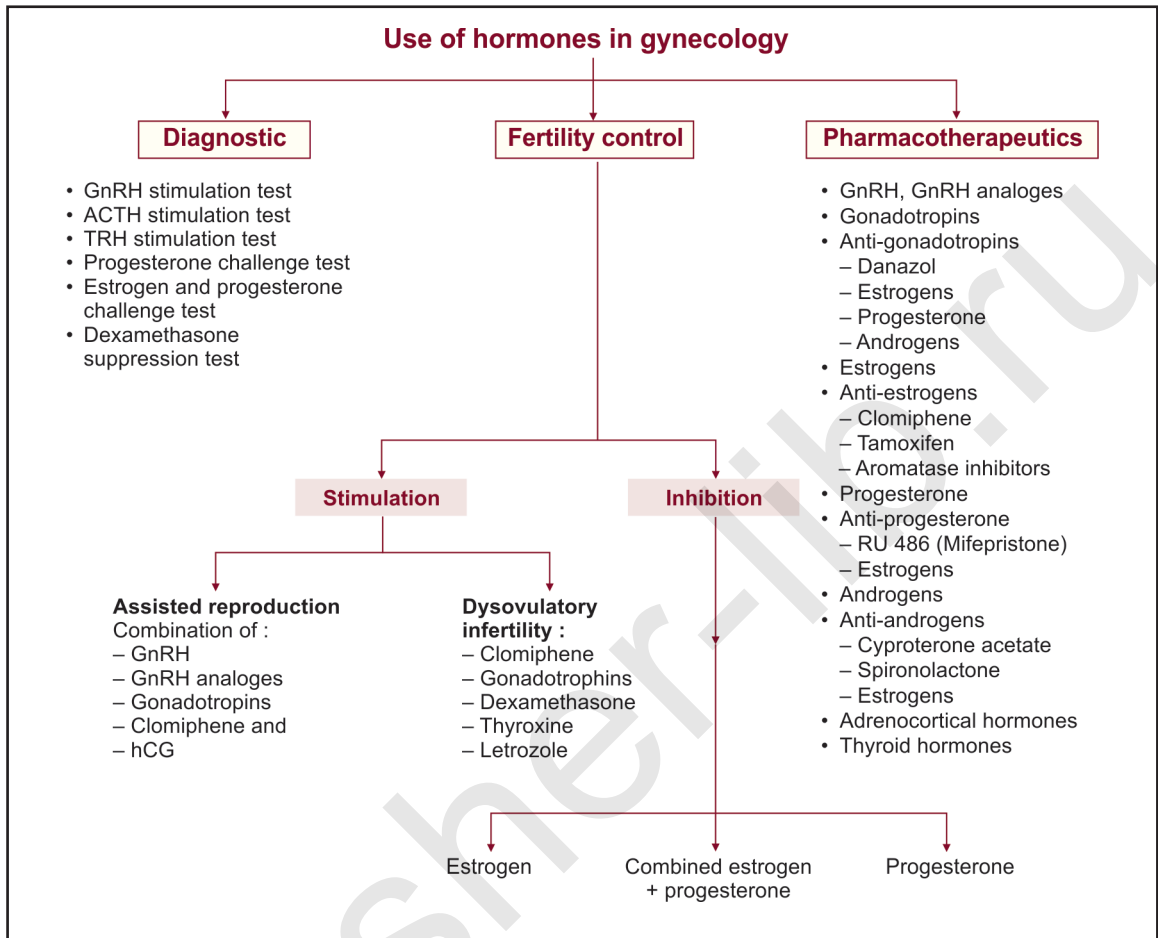 Use of hormones in gynecology
Diagnostic
• GnRH stimulation test
• ACTH stimulation test
• TRH stimulation test
• Progesterone challenge test
• Estrogen and progesterone
challenge test
• Dexamethasone
suppression test
Fertility control
Stimulation
Assisted reproduction
Combination of :
– GnRH
– GnRH analoges
– Gonadotropins
– Clomiphene and
– hCG
Dysovulatory
infertility :
– Clomiphene
– Gonadotrophins
– Dexamethasone
– Thyroxine
– Letrozole
Inhibition
Estrogen
Combined estrogen
+ progesterone
Progesterone
Pharmacotherapeutics
• GnRH, GnRH analoges
• Gonadotropins
• Anti-gonadotropins
– Danazol
– Estrogens
– Progesterone
– Androgens
• Estrogens
• Anti-estrogens
– Clomiphene
– Tamoxifen
– Aromatase inhibitors
• Progesterone
• Anti-progesterone
– RU 486 (Mifepristone)
– Estrogens
• Androgens
• Anti-androgens
– Cyproterone acetate
– Spironolactone
– Estrogens
• Adrenocortical hormones
• Thyroid hormones
sher-lib.ru